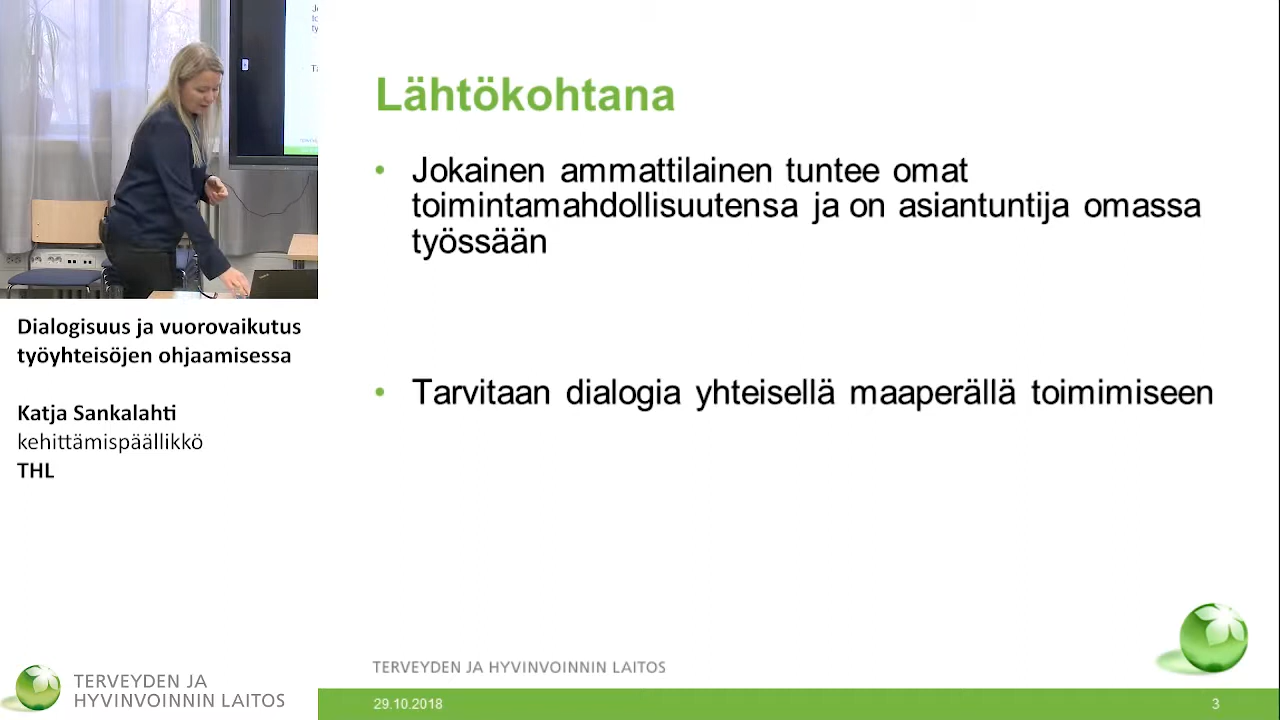 Lähtökohtana
• Jokainen ammattilainen tuntee omat
toimintamahdollisuutensa ja on asiantuntija omassa
työssään
• Tarvitaan dialogia yhteisellä maaperällä toimimiseen
Dialogisuus ja vuorovaikutus
työyhteisöjen ohjaamisessa
Katja Sankalahti
kehittämispäällikkö
THL
TERVEYDEN JA
HYVINVOINNIN LAITOS
TERVEYDEN JA HYVINVOINNIN LAITOS
29.10.2018
3